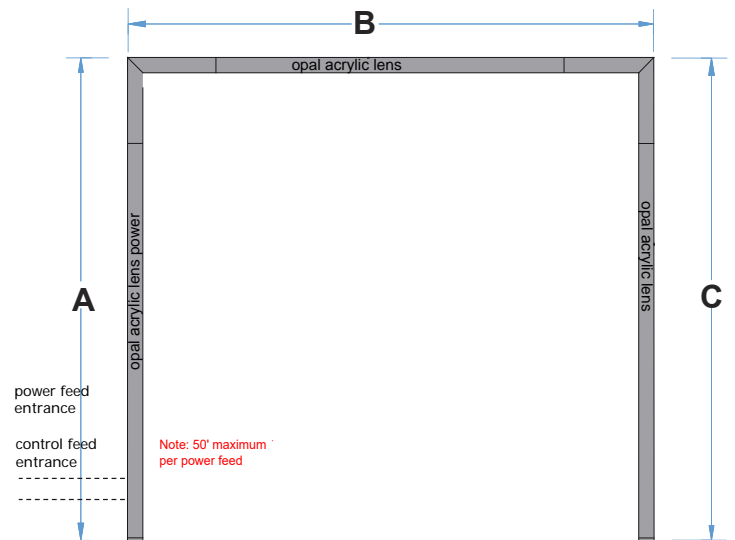 B
opal acrylic lens
opal acrylic lens power
opal acrylic lens
A
C
power feed
entrance
control feed
entrance
Note: 50' maximum
per power feed